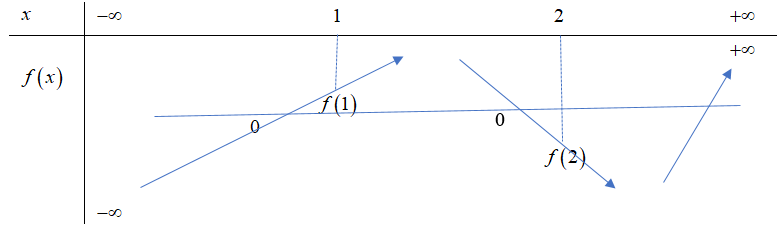 x −∞ 1 2 +∞
+∞
f(x)
f(1)
0 0
f(2)
−∞